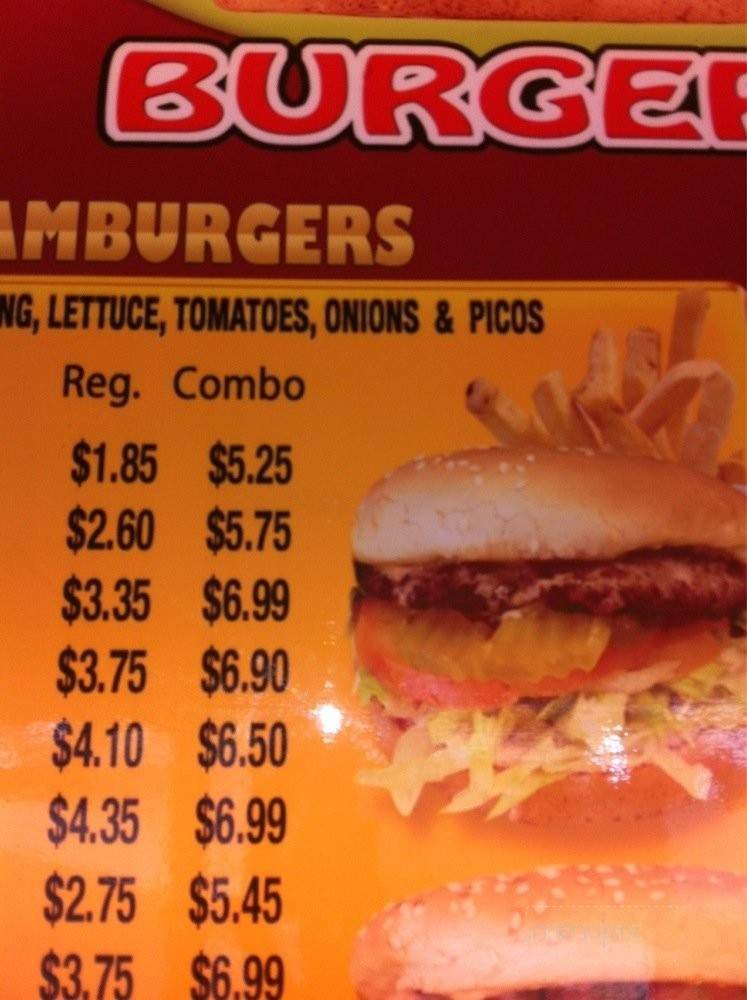 BURGER
AMBURGERS
NG, LETTUCE, TOMATOES, ONIONS & PICOS
Reg. Combo
$1.85 $5.25
$2.60 $5.75
$3.35 $6.99
$3.75 $6.90
$4.10 $6.50
$4.35 $6.99
$2.75 $5.45
$3.75 $6.99